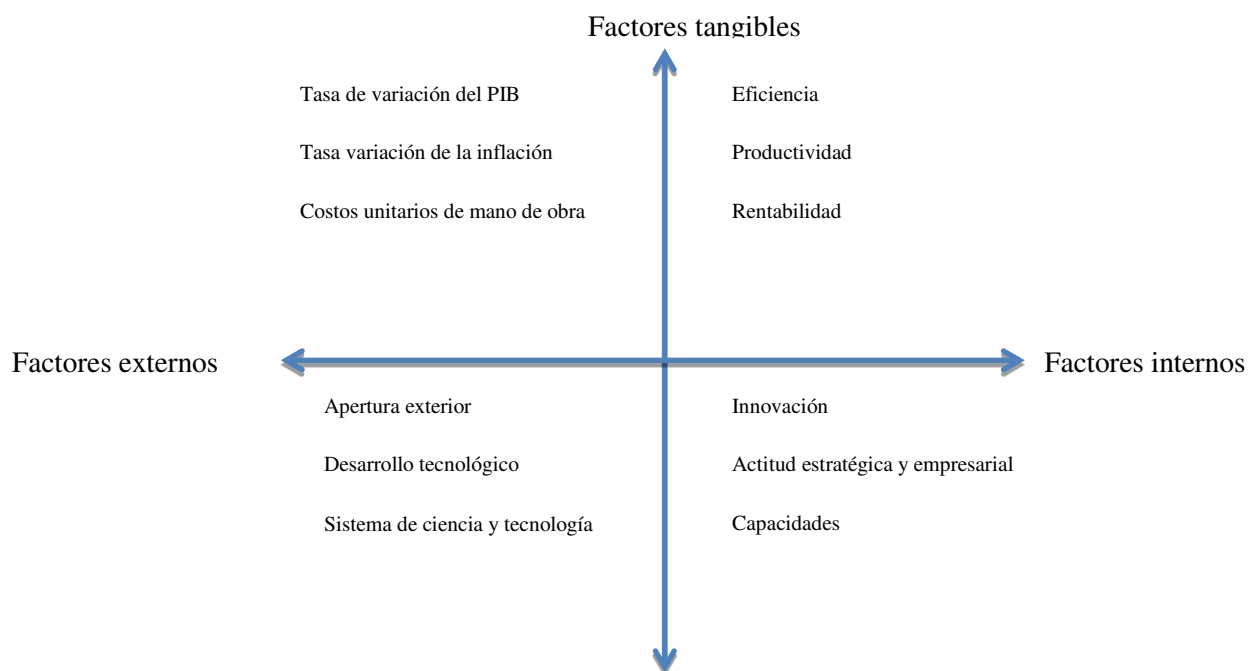 Factores tangibles
Tasa de variación del PIB
Eficiencia
Tasa variación de la inflación
Productividad
Costos unitarios de mano de obra
Rentabilidad
Factores externos
Factores internos
Apertura exterior
Innovación
Desarrollo tecnológico
Actitud estratégica y empresarial
Sistema de ciencia y tecnología
Capacidades